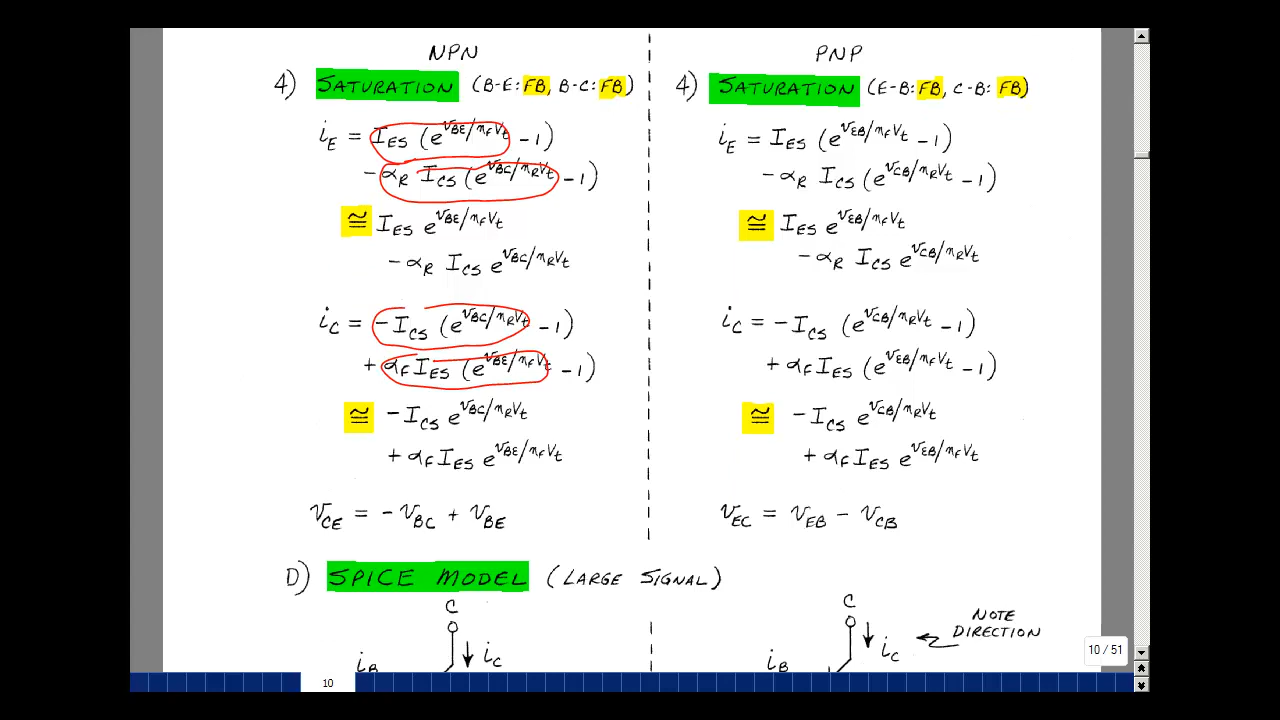 NPN
4) SATURATION (B-E: FB, B-C: FB)
i_E = I_ES (e^{v_BE/n_F V_t} - 1)
- α_R I_CS (e^{v_BC/n_R V_t} - 1)
≅ I_ES e^{v_BE/n_F V_t}
- α_R I_CS e^{v_BC/n_R V_t}
i_C = - I_CS (e^{v_BC/n_R V_t} - 1)
+ α_F I_ES (e^{v_BE/n_F V_t} - 1)
≅ - I_CS e^{v_BC/n_R V_t}
+ α_F I_ES e^{v_BE/n_F V_t}
v_CE = - v_BC + v_BE
PNP
4) SATURATION (E-B: FB, C-B: FB)
i_E = I_ES (e^{v_EB/n_F V_t} - 1)
- α_R I_CS (e^{v_CB/n_R V_t} - 1)
≅ I_ES e^{v_EB/n_F V_t}
- α_R I_CS e^{v_CB/n_R V_t}
i_C = - I_CS (e^{v_CB/n_R V_t} - 1)
+ α_F I_ES (e^{v_EB/n_F V_t} - 1)
≅ - I_CS e^{v_CB/n_R V_t}
+ α_F I_ES e^{v_EB/n_F V_t}
v_EC = v_EB - v_CB
D) SPICE MODEL (LARGE SIGNAL)
C
i_C
i_B
C
i_C
i_B
NOTE
DIRECTION
10 / 51
10